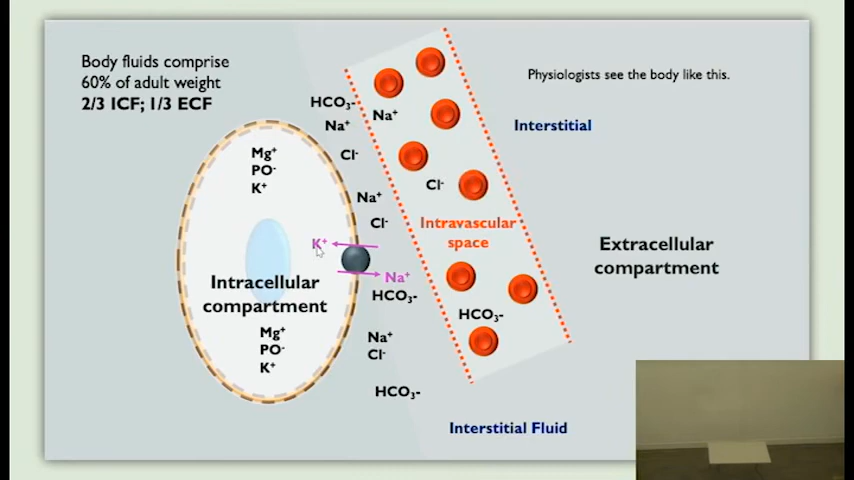 Body fluids comprise
60% of adult weight
2/3 ICF; 1/3 ECF
Physiologists see the body like this.
HCO₃-
Na⁺
Na⁺
Interstitial
Cl⁻
Mg⁺
PO⁻
K⁺
Cl⁻
Na⁺
Cl⁻
Intravascular
space
K⁺
Extracellular
compartment
Na⁺
Intracellular
compartment
HCO₃-
HCO₃-
Mg⁺
PO⁻
K⁺
Na⁺
Cl⁻
HCO₃-
Interstitial Fluid